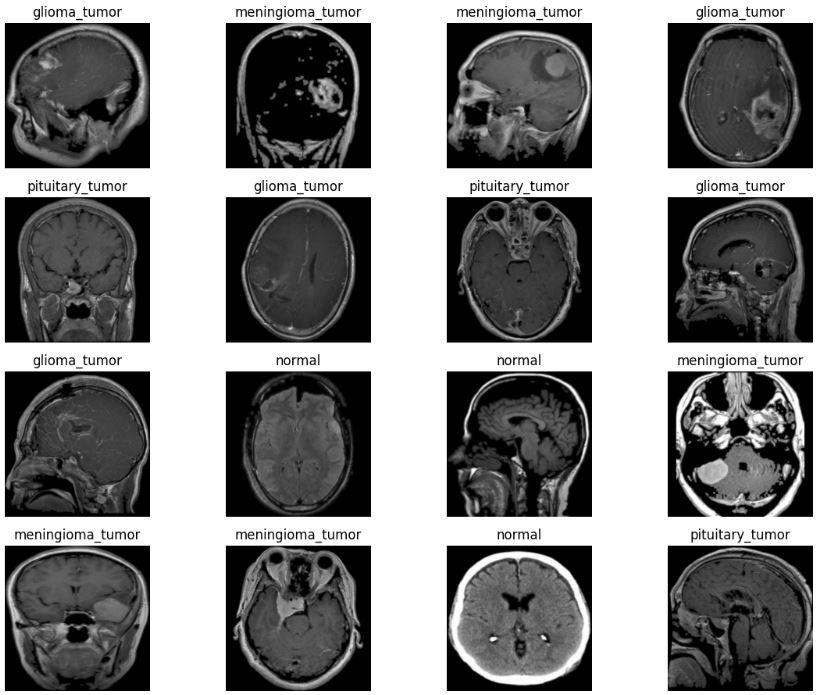 glioma_tumor meningioma_tumor meningioma_tumor glioma_tumor
pituitary_tumor glioma_tumor pituitary_tumor glioma_tumor
glioma_tumor normal normal meningioma_tumor
meningioma_tumor meningioma_tumor normal pituitary_tumor